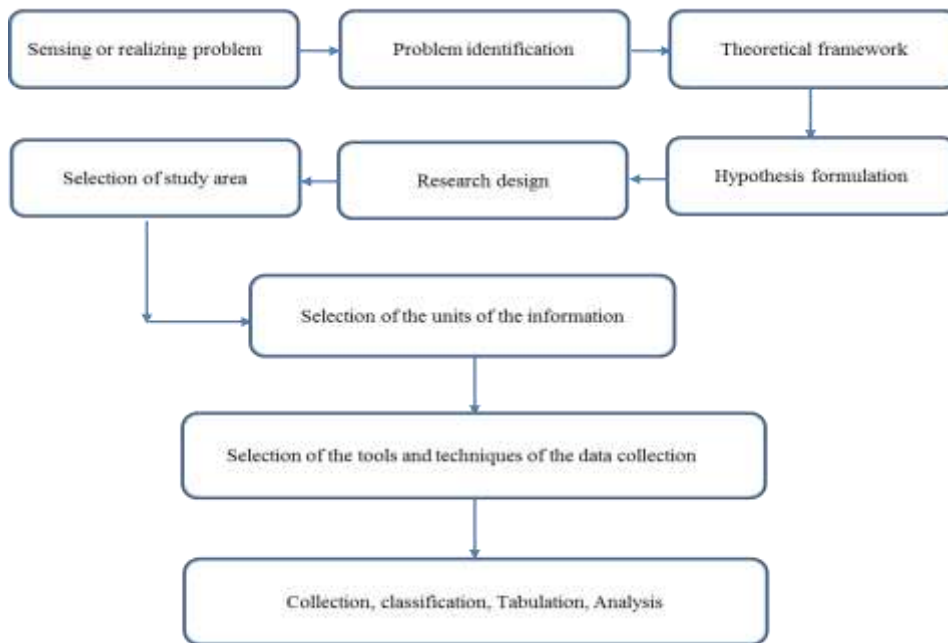 Sensing or realizing problem
Problem identification
Theoretical framework
Hypothesis formulation
Research design
Selection of study area
Selection of the units of the information
Selection of the tools and techniques of the data collection
Collection, classification, Tabulation, Analysis